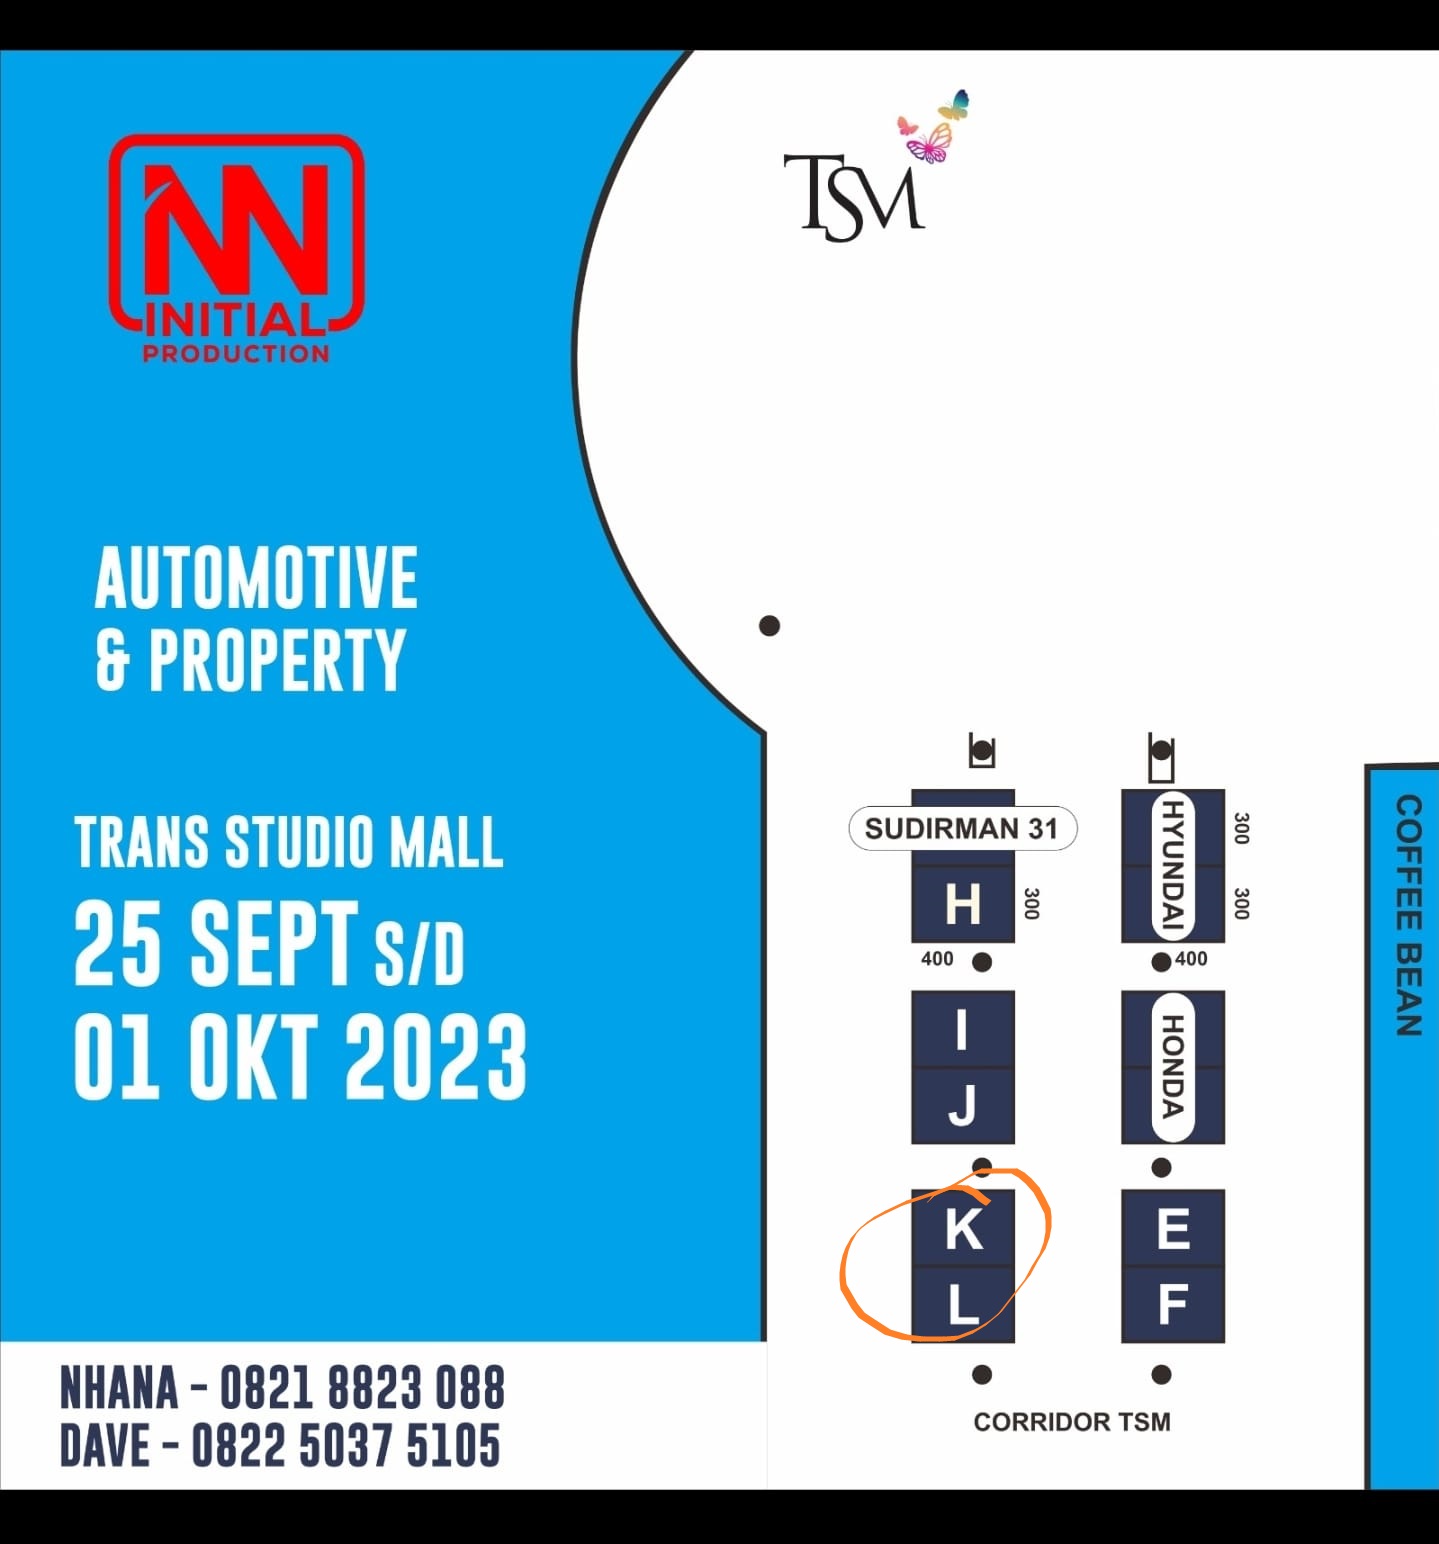 NN
INITIAL
PRODUCTION
TSM
AUTOMOTIVE
& PROPERTY
TRANS STUDIO MALL
25 SEPT S/D
01 OKT 2023
NHANA - 0821 8823 088
DAVE - 0822 5037 5105
SUDIRMAN 31
H
300
400
I
J
K
L
HYUNDAI
300
300
400
HONDA
E
F
CORRIDOR TSM
COFFEE BEAN